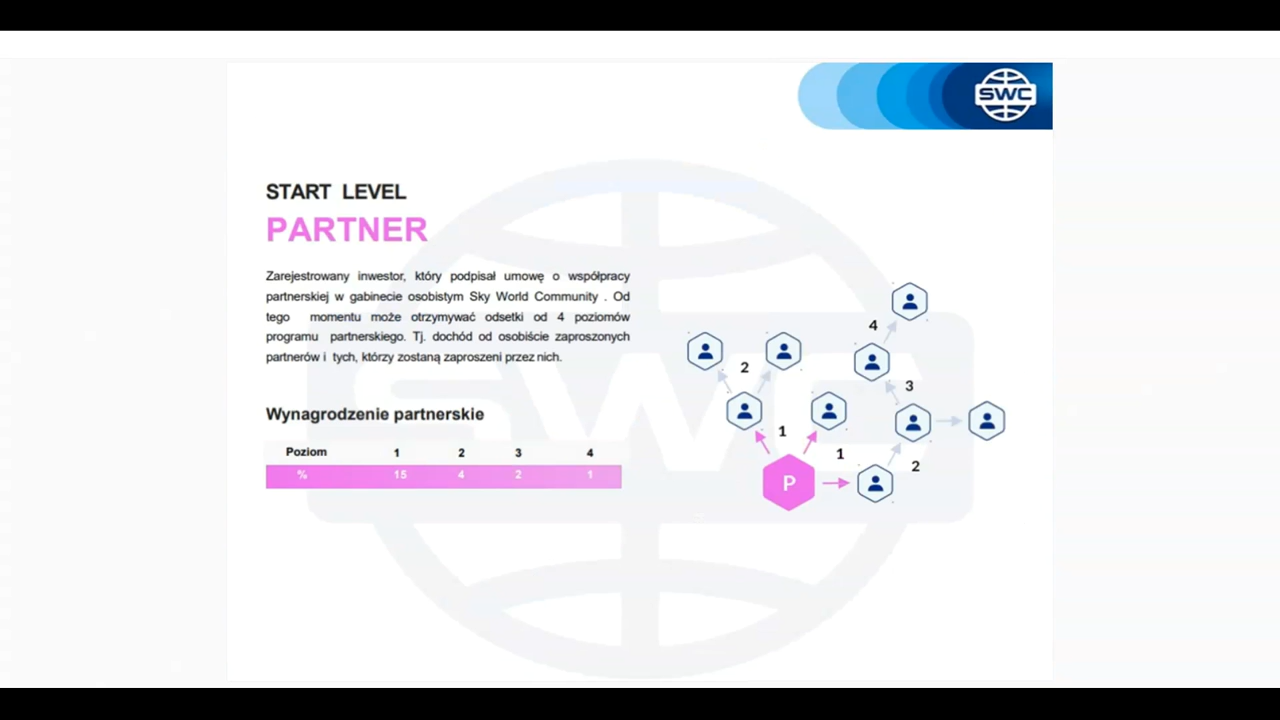 SWC
START LEVEL
PARTNER
Zarejestrowany inwestor, który podpisał umowę o współpracy
partnerskiej w gabinecie osobistym Sky World Community . Od
tego momentu może otrzymywać odsetki od 4 poziomów
programu partnerskiego. Tj. dochód od osobiście zaproszonych
partnerów i tych, którzy zostaną zaproszeni przez nich.
Wynagrodzenie partnerskie
Poziom 1 2 3 4
% 15 4 2 1
4
2
3
1
1
2
P
SWC